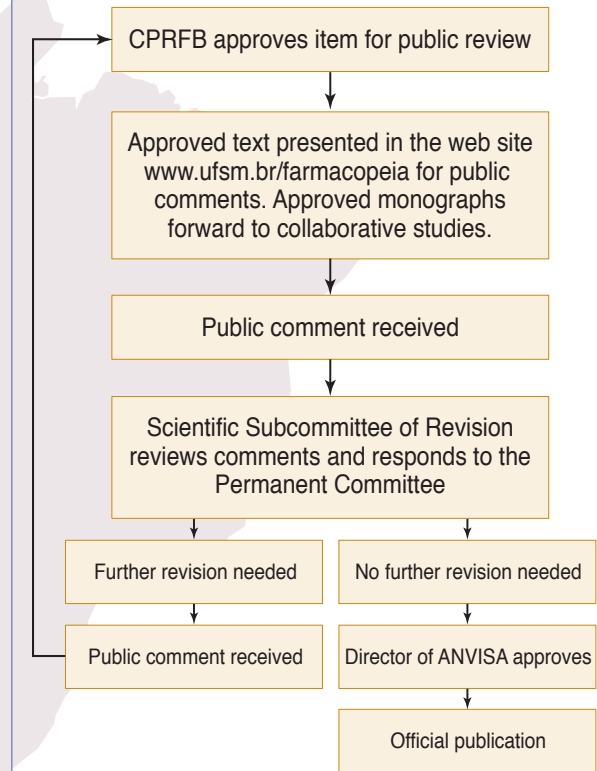 CPRFB approves item for public review
Approved text presented in the web site
www.ufsm.br/farmacopeia for public
comments. Approved monographs
forward to collaborative studies.
Public comment received
Scientific Subcommittee of Revision
reviews comments and responds to the
Permanent Committee
Further revision needed
No further revision needed
Public comment received
Director of ANVISA approves
Official publication